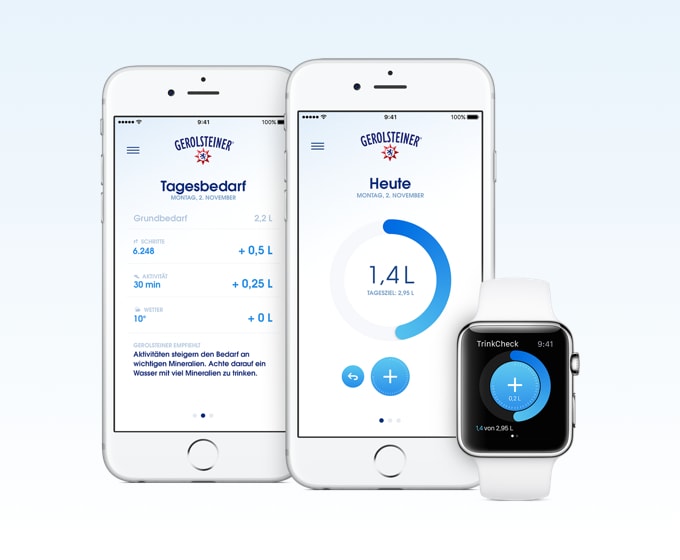 9:41
100%
GEROLSTEINER
Tagesbedarf
MONTAG, 2. NOVEMBER
Grundbedarf 2,2 L
SCHRITTE
6.248 + 0,5 L
AKTIVITÄT
30 min + 0,25 L
WETTER
10° + 0 L
GEROLSTEINER EMPFIEHLT
Aktivitäten steigern den Bedarf an
wichtigen Mineralien. Achte darauf ein
Wasser mit viel Mineralien zu trinken.
9:41
100%
GEROLSTEINER
Heute
MONTAG, 2. NOVEMBER
1,4 L
TAGESZIEL: 2,95 L
+
TrinkCheck 9:41
+
0,2 L
1,4 von 2,95 L